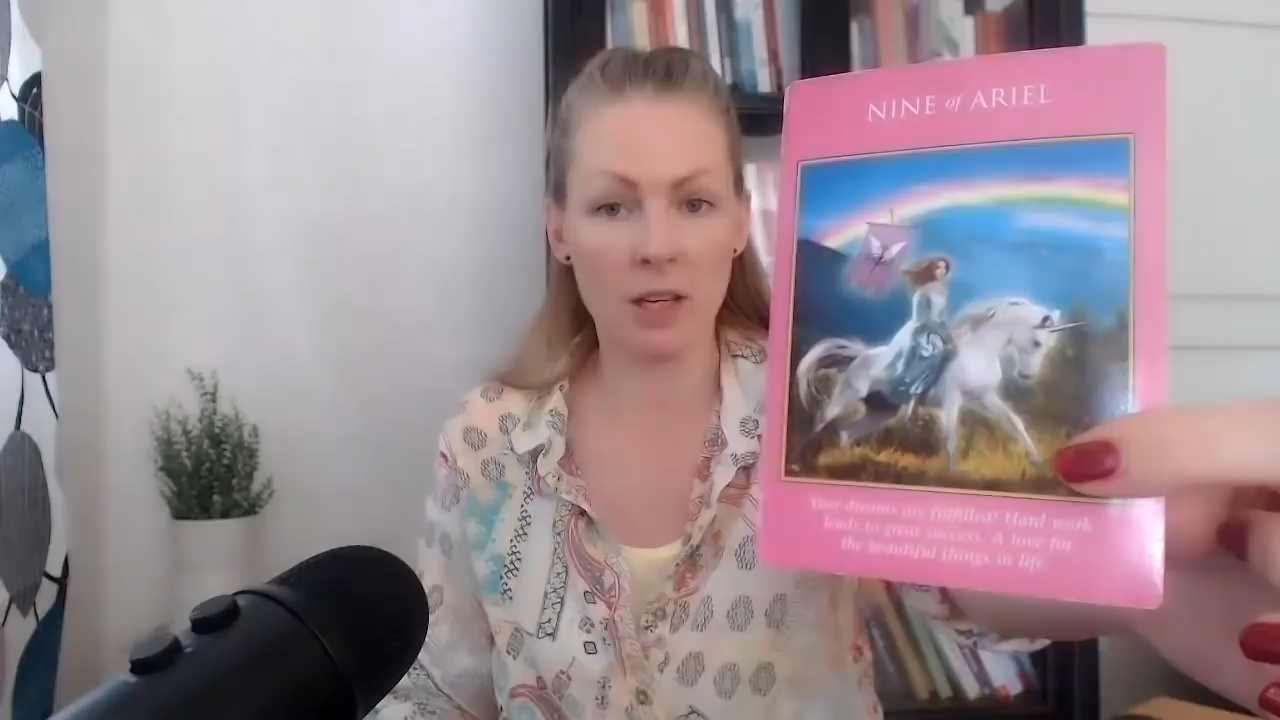 NINE of ARIEL
Your dreams are fulfilled! Hard work
leads to great success. A love for
the beautiful things in life